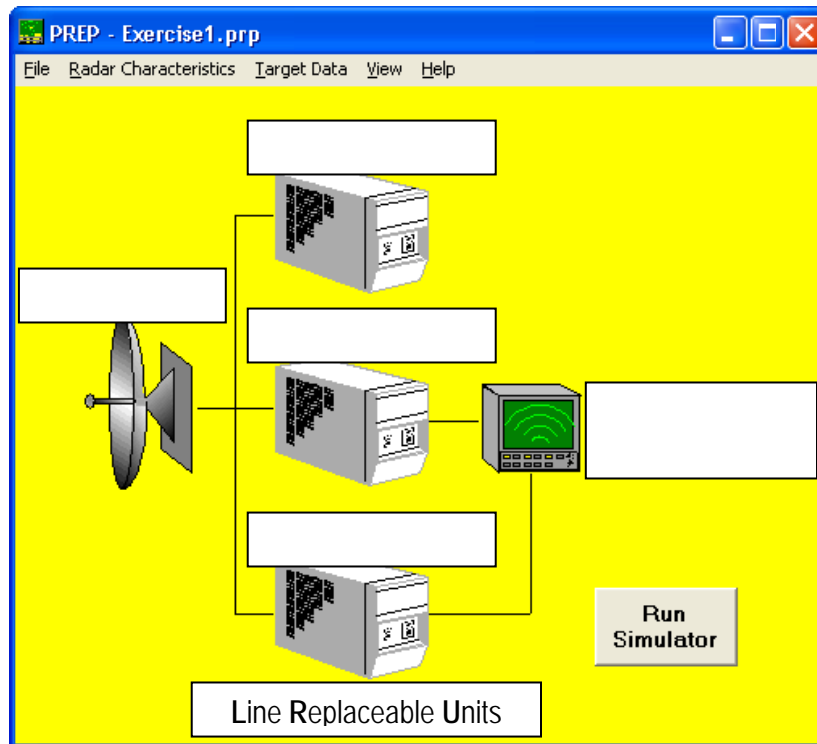 PREP - Exercise1.prp
File Radar Characteristics Target Data View Help
Run
Simulator
Line Replaceable Units